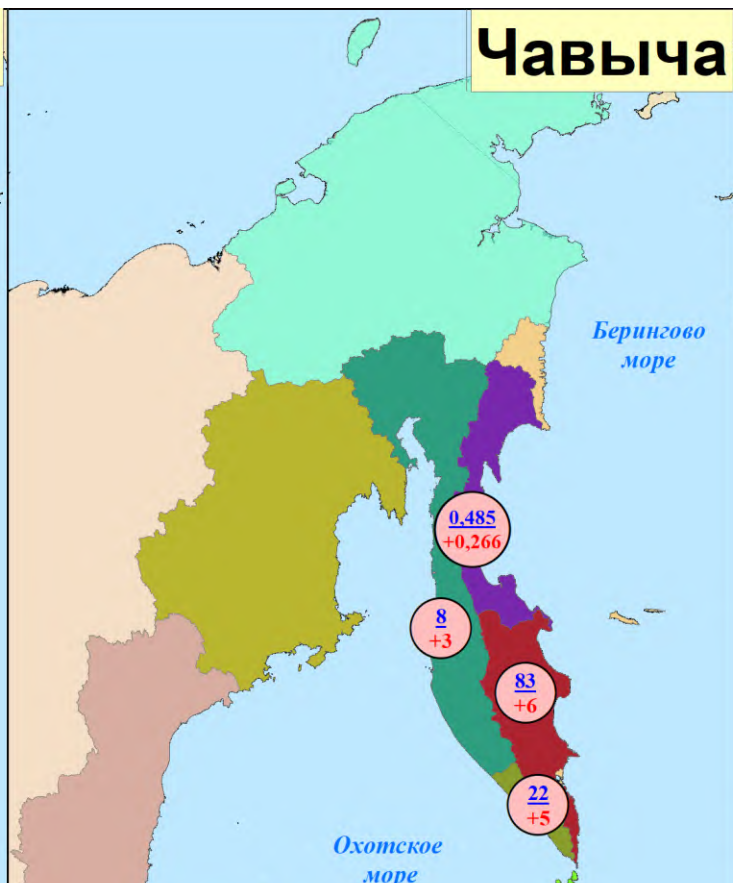 Чавыча
Берингово
море
0,485
+0,266
8
+3
83
+6
22
+5
Охотское
море